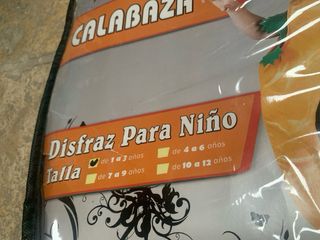 CALABAZA
Disfraz Para Niño
Talla
de 1 a 3 años
de 4 a 6 años
de 7 a 9 años
de 10 a 12 años